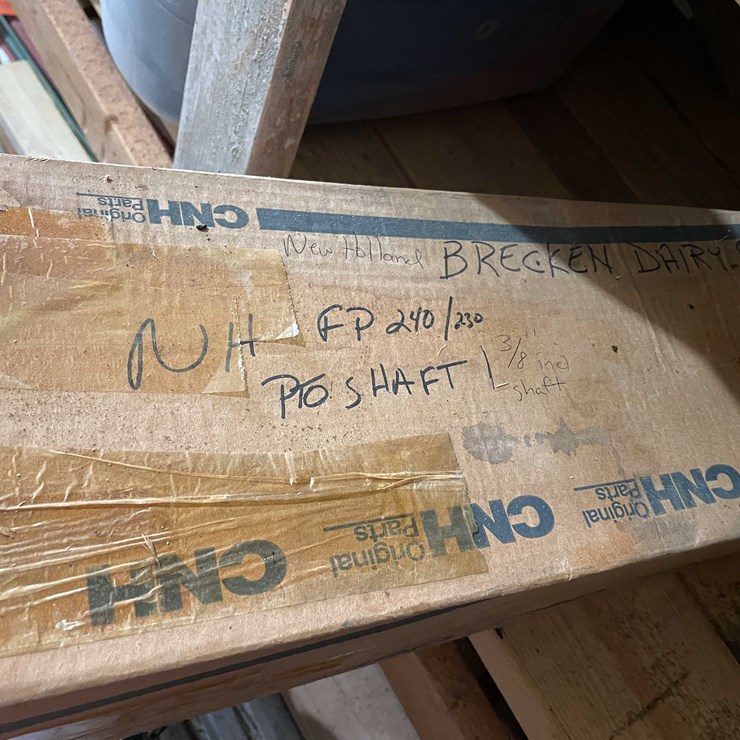 CNH Original Parts
New Holland BRECKEN DAIRY
NH FP 240/230
PTO SHAFT 1 3/8 inc
shaft
CNH Original Parts
CNH Original Parts
CNH